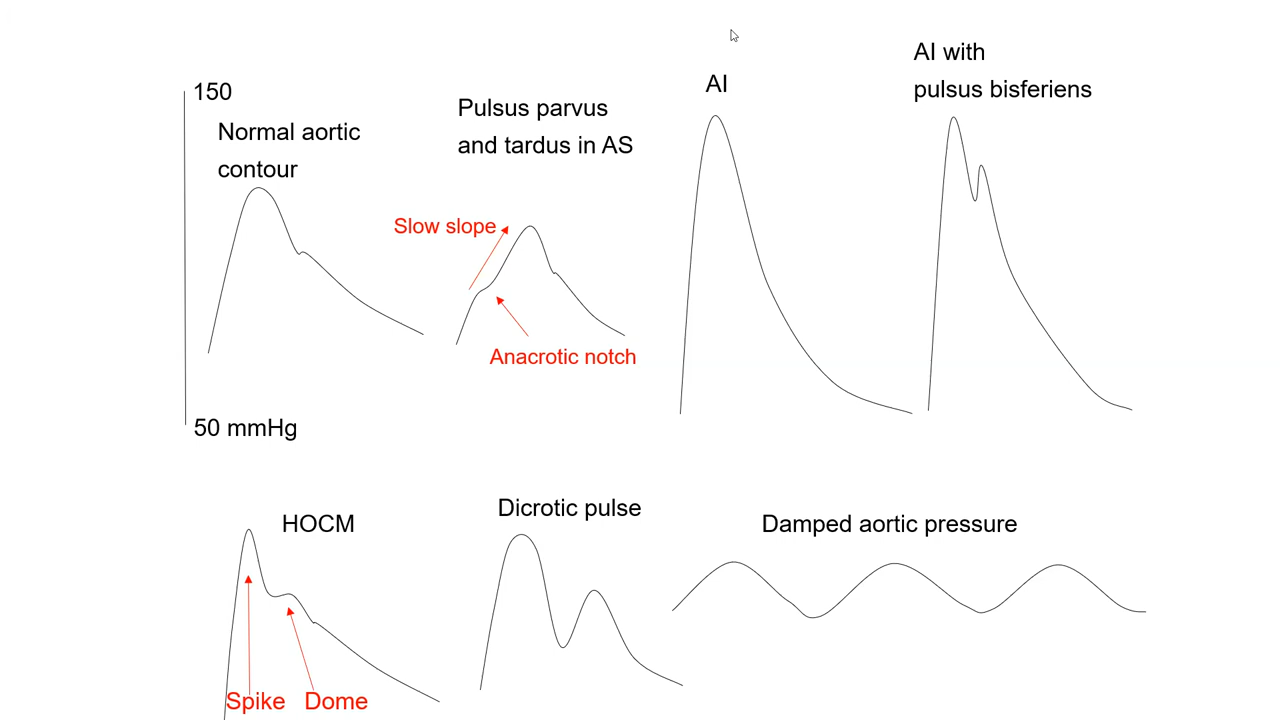 150
Normal aortic
contour
Pulsus parvus
and tardus in AS
AI
AI with
pulsus bisferiens
Slow slope
Anacrotic notch
50 mmHg
HOCM
Dicrotic pulse
Damped aortic pressure
Spike
Dome